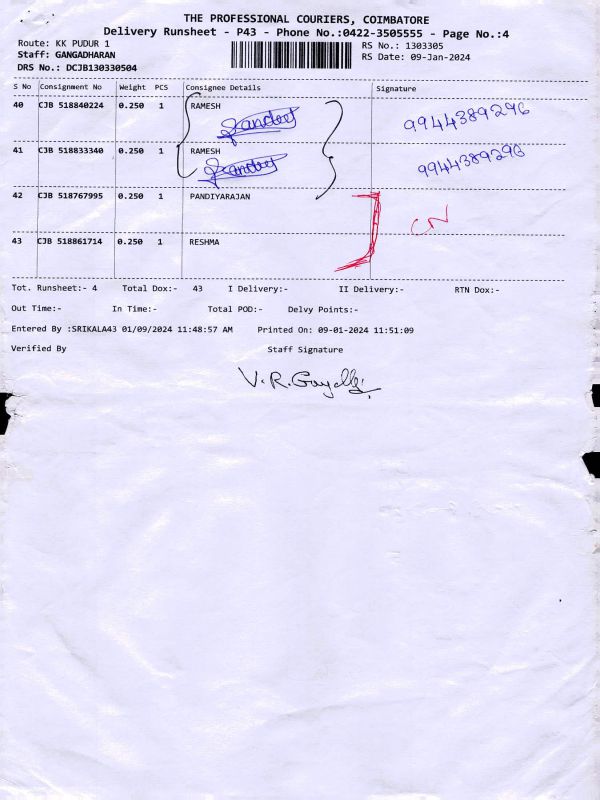 THE PROFESSIONAL COURIERS, COIMBATORE
Delivery Runsheet - P43 - Phone No.:0422-3505555 - Page No.:4
Route: KK PUDUR 1
RS No.: 1303305
Staff: GANGADHARAN
RS Date: 09-Jan-2024
DRS No.: DCJB130330504
S No Consignment No Weight PCS Consignee Details Signature
40 CJB 518840224 0.250 1 RAMESH
9944389296
41 CJB 518833340 0.250 1 RAMESH
9944389296
42 CJB 518767995 0.250 1 PANDIYARAJAN
CN
43 CJB 518861714 0.250 1 RESHMA
Tot. Runsheet:- 4 Total Dox:- 43 I Delivery:- II Delivery:- RTN Dox:-
Out Time:- In Time:- Total POD:- Delvy Points:-
Entered By :SRIKALA43 01/09/2024 11:48:57 AM Printed On: 09-01-2024 11:51:09
Verified By Staff Signature